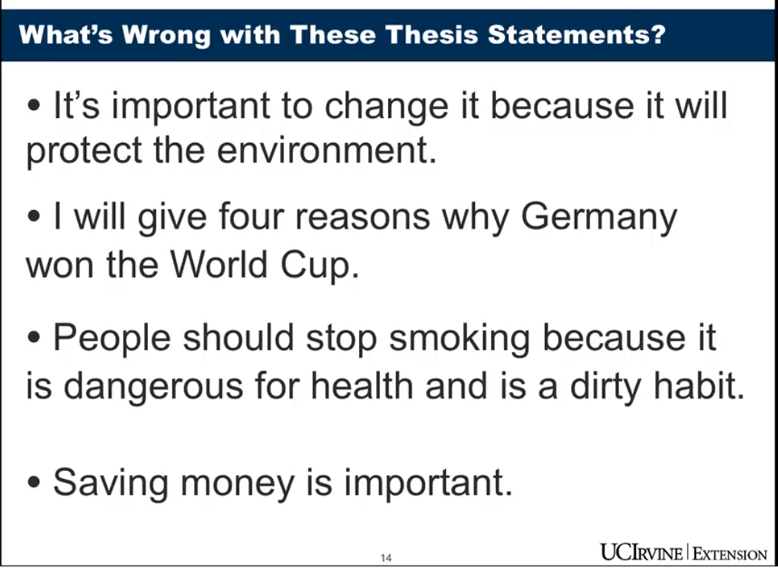 What's Wrong with These Thesis Statements?
• It's important to change it because it will
protect the environment.
• I will give four reasons why Germany
won the World Cup.
• People should stop smoking because it
is dangerous for health and is a dirty habit.
• Saving money is important.
14
UCIRVINE | EXTENSION